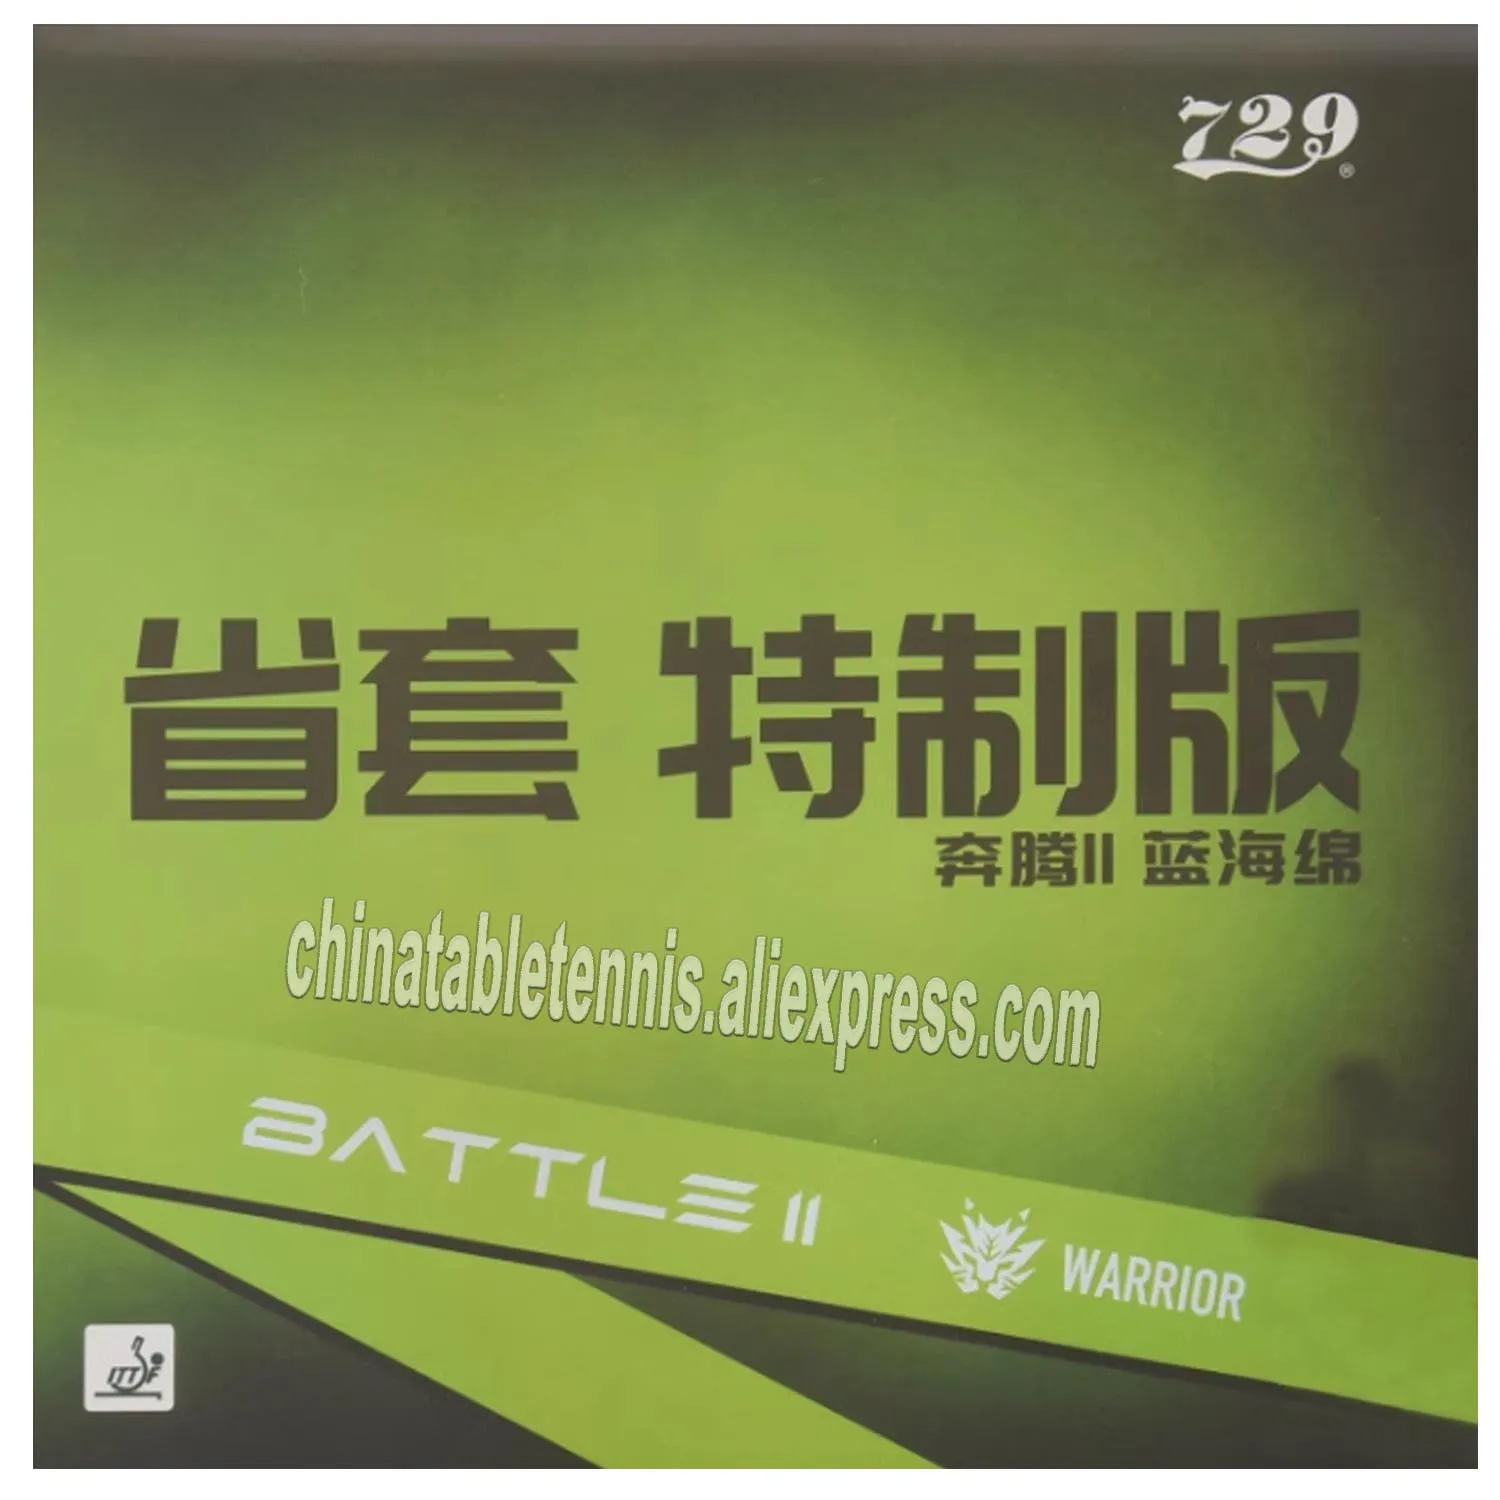 729®
省套 特制版
奔腾II 蓝海绵
chinatabletennis.aliexpress.com
BATTLE II
WARRIOR
ITTF